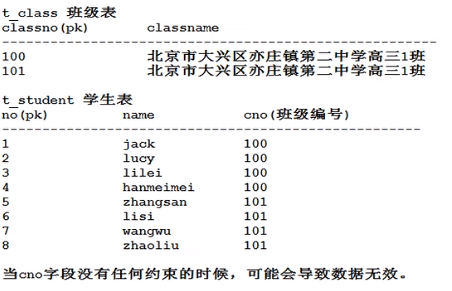 t_class 班级表
classno(pk) classname
----------------------------------------------------
100 北京市大兴区亦庄镇第二中学高三1班
101 北京市大兴区亦庄镇第二中学高三1班
t_student 学生表
no(pk) name cno(班级编号)
----------------------------------------------------
1 jack 100
2 lucy 100
3 lilei 100
4 hanmeimei 100
5 zhangsan 101
6 lisi 101
7 wangwu 101
8 zhaoliu 101
当cno字段没有任何约束的时候，可能会导致数据无效。